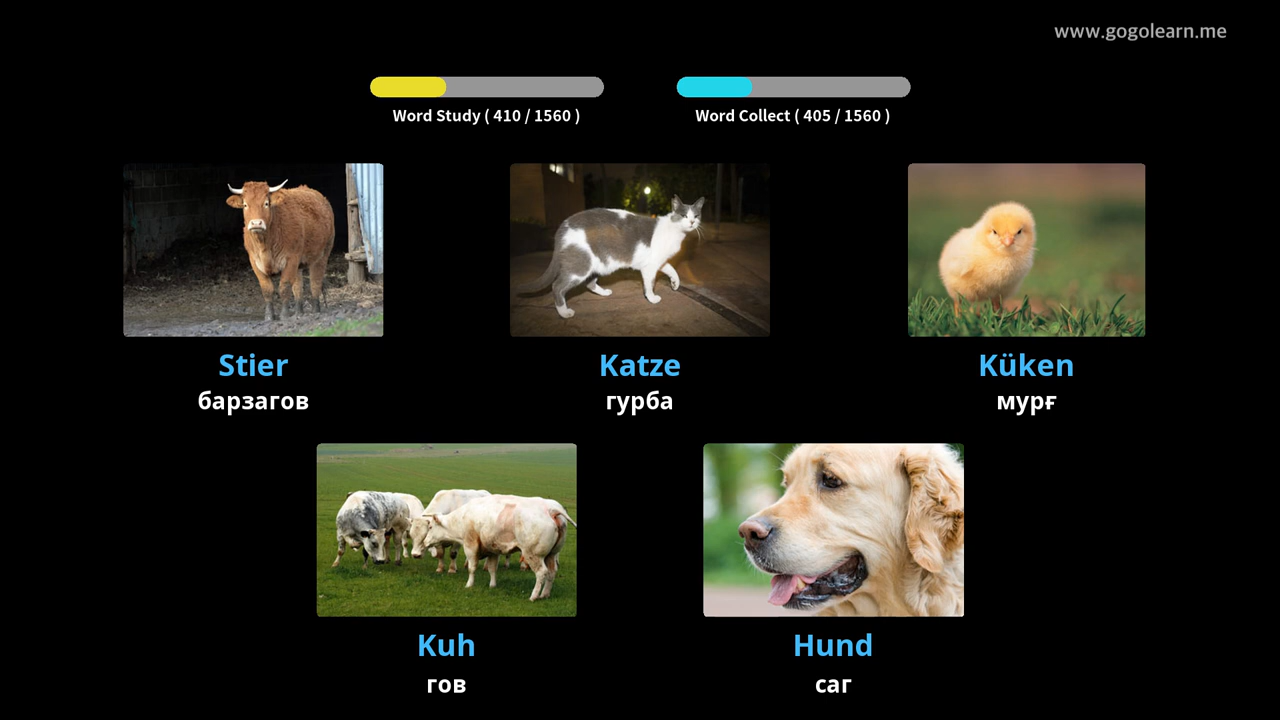 www.gogolearn.me
Word Study ( 410 / 1560 )
Word Collect ( 405 / 1560 )
Stier
барзагов
Katze
гурба
Küken
мурғ
Kuh
гов
Hund
саг